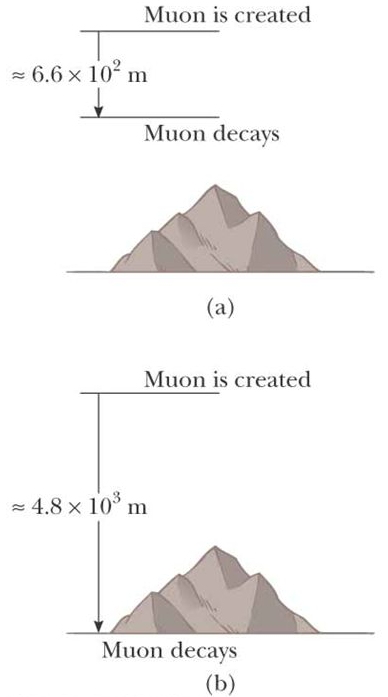 Muon is created
≈ 6.6 × 10² m
Muon decays
(a)
Muon is created
≈ 4.8 × 10³ m
Muon decays
(b)